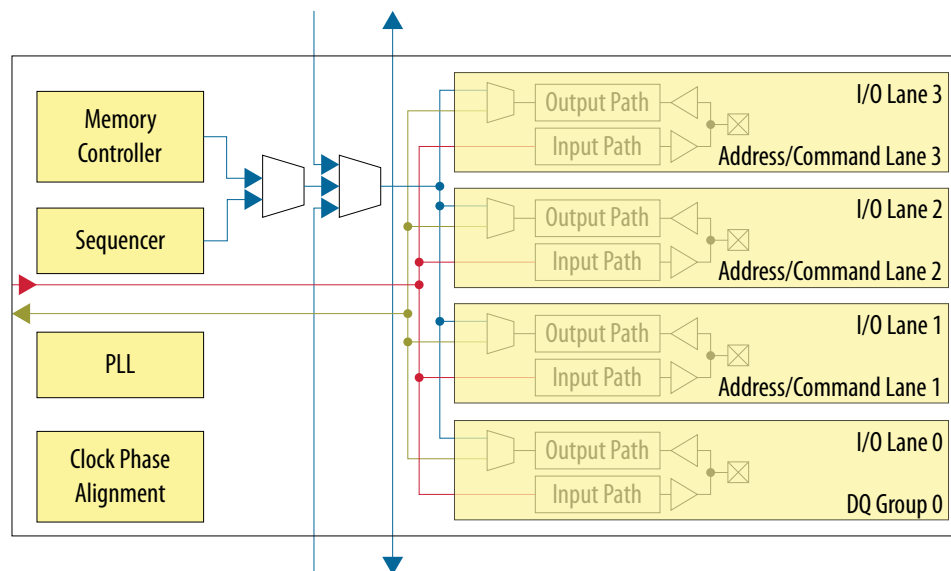 Memory
Controller
Sequencer
PLL
Clock Phase
Alignment
I/O Lane 3
Output Path
Input Path
Address/Command Lane 3
I/O Lane 2
Output Path
Input Path
Address/Command Lane 2
I/O Lane 1
Output Path
Input Path
Address/Command Lane 1
I/O Lane 0
Output Path
Input Path
DQ Group 0